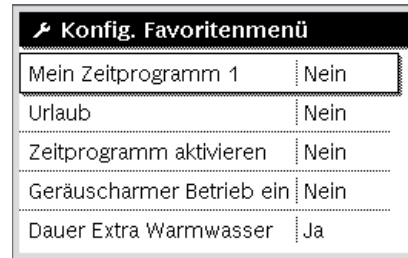 Konfig. Favoritenmenü
Mein Zeitprogramm 1 Nein
Urlaub Nein
Zeitprogramm aktivieren Nein
Geräuscharmer Betrieb ein Nein
Dauer Extra Warmwasser Ja